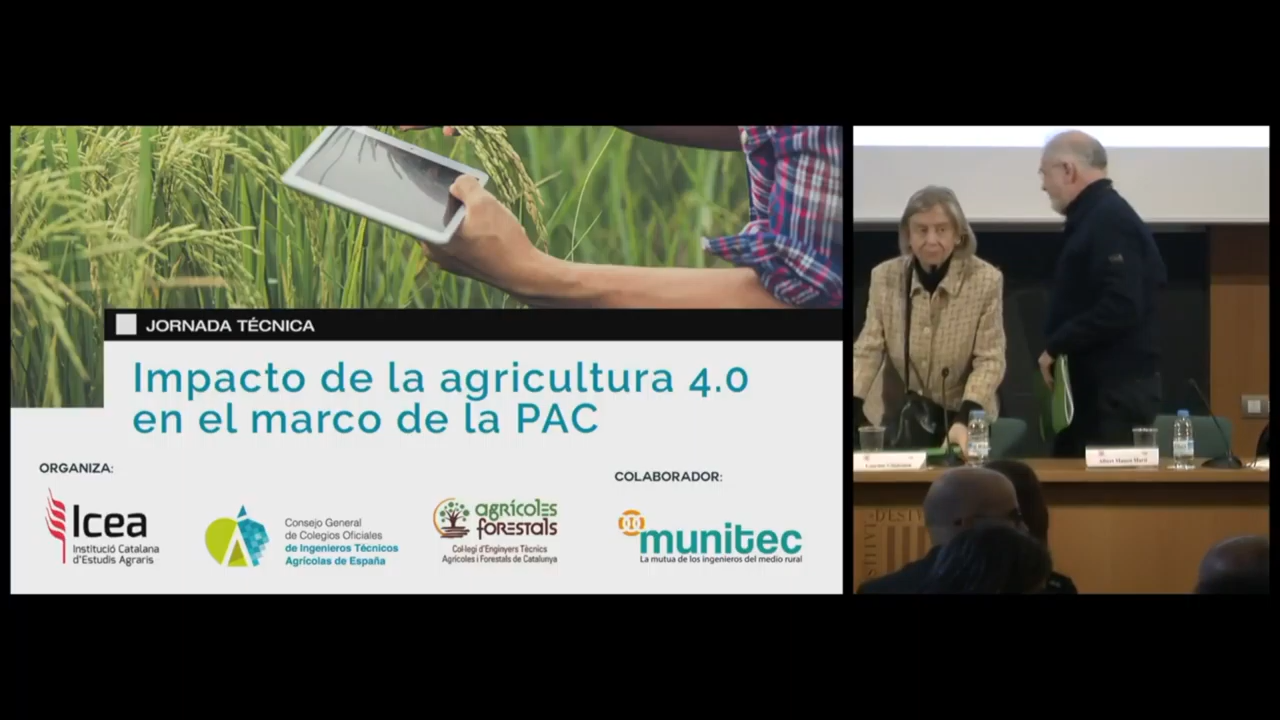 JORNADA TÉCNICA
Impacto de la agricultura 4.0
en el marco de la PAC
ORGANIZA:
Icea
Institució Catalana
d'Estudis Agraris
Consejo General
de Colegios Oficiales
de Ingenieros Técnicos
Agrícolas de España
agrícoles
forestals
Col·legi d'Enginyers Tècnics
Agrícoles i Forestals de Catalunya
COLABORADOR:
munitec
La mutua de los ingenieros del medio rural